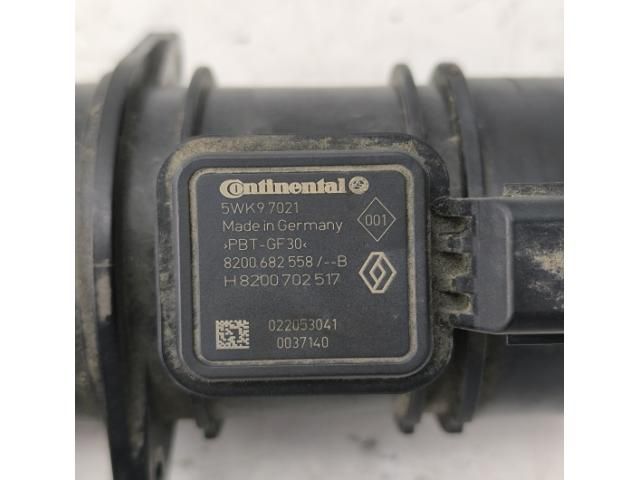 Continental
5WK9 7021
Made in Germany
001
›PBT-GF30‹
8200 682 558 /--B
H 8200 702 517
022053041
0037140